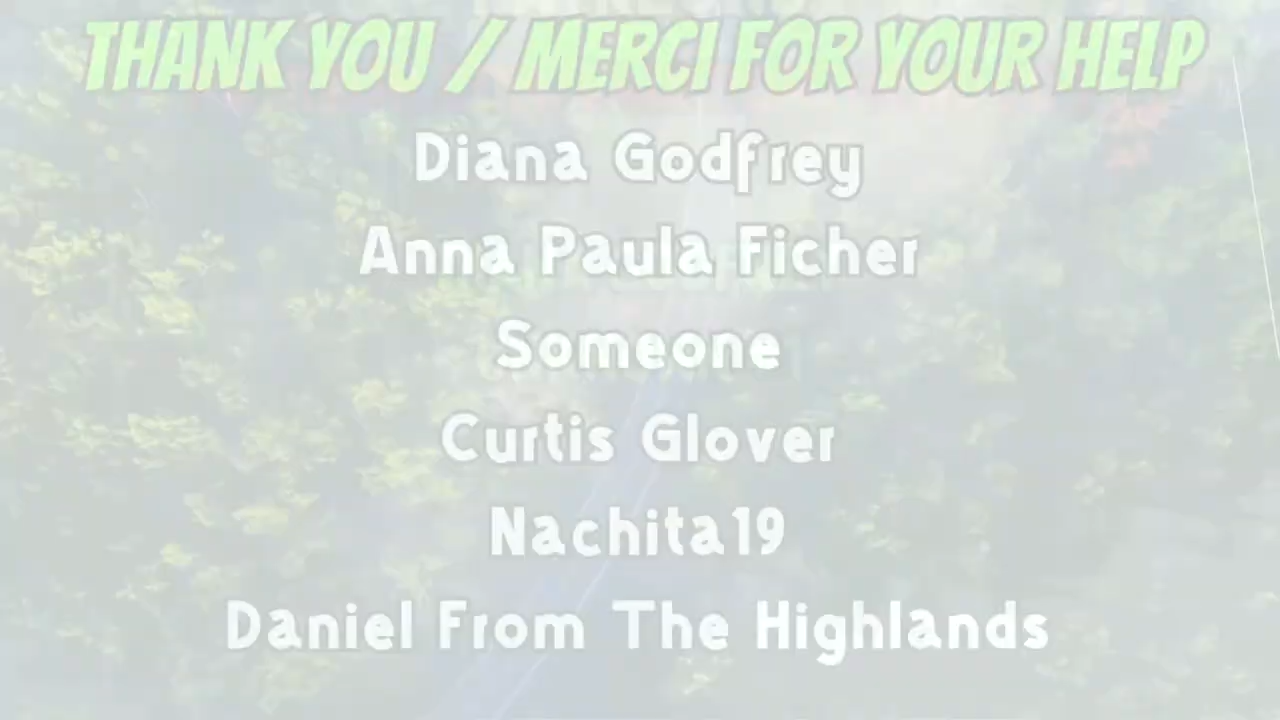 THANK YOU / MERCI FOR YOUR HELP
Diana Godfrey
Anna Paula Ficher
Someone
Curtis Glover
Nachita19
Daniel From The Highlands